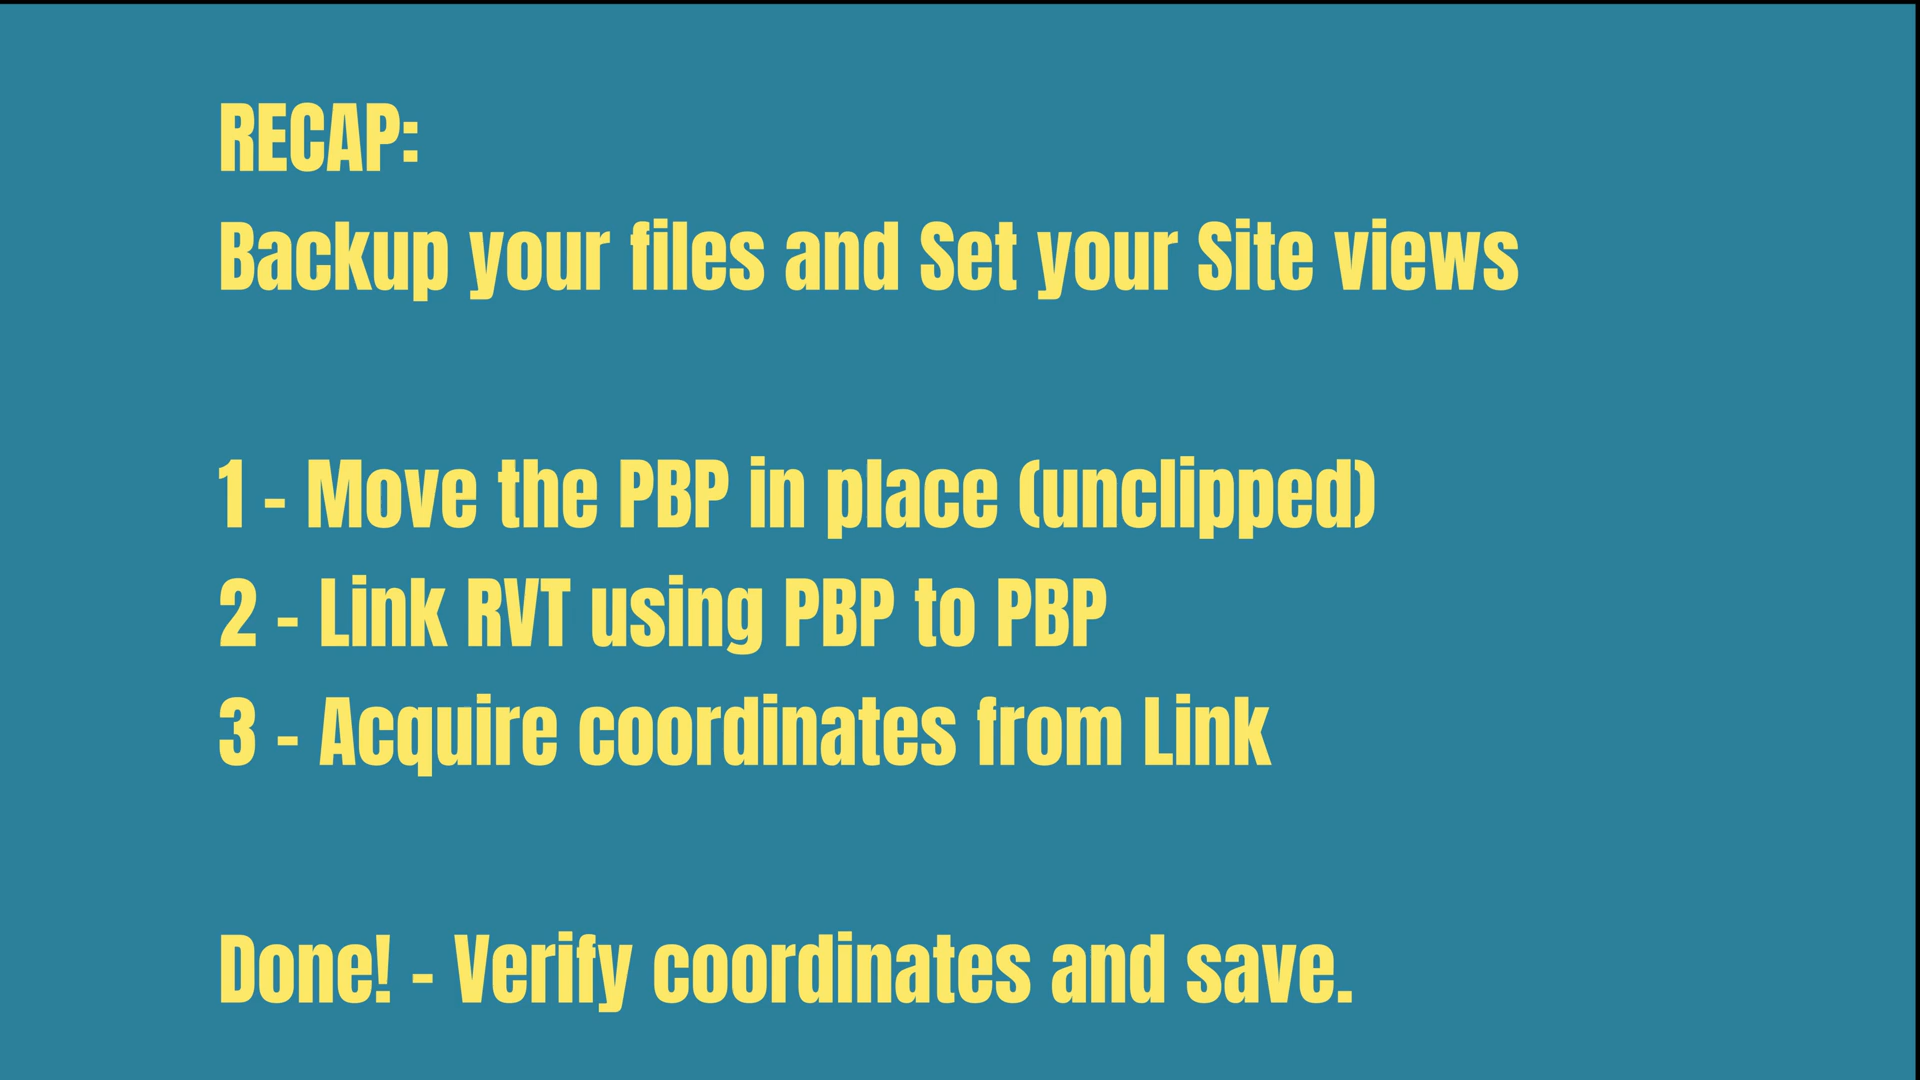 RECAP:
Backup your files and Set your Site views
1 - Move the PBP in place (unclipped)
2 - Link RVT using PBP to PBP
3 - Acquire coordinates from Link
Done! - Verify coordinates and save.